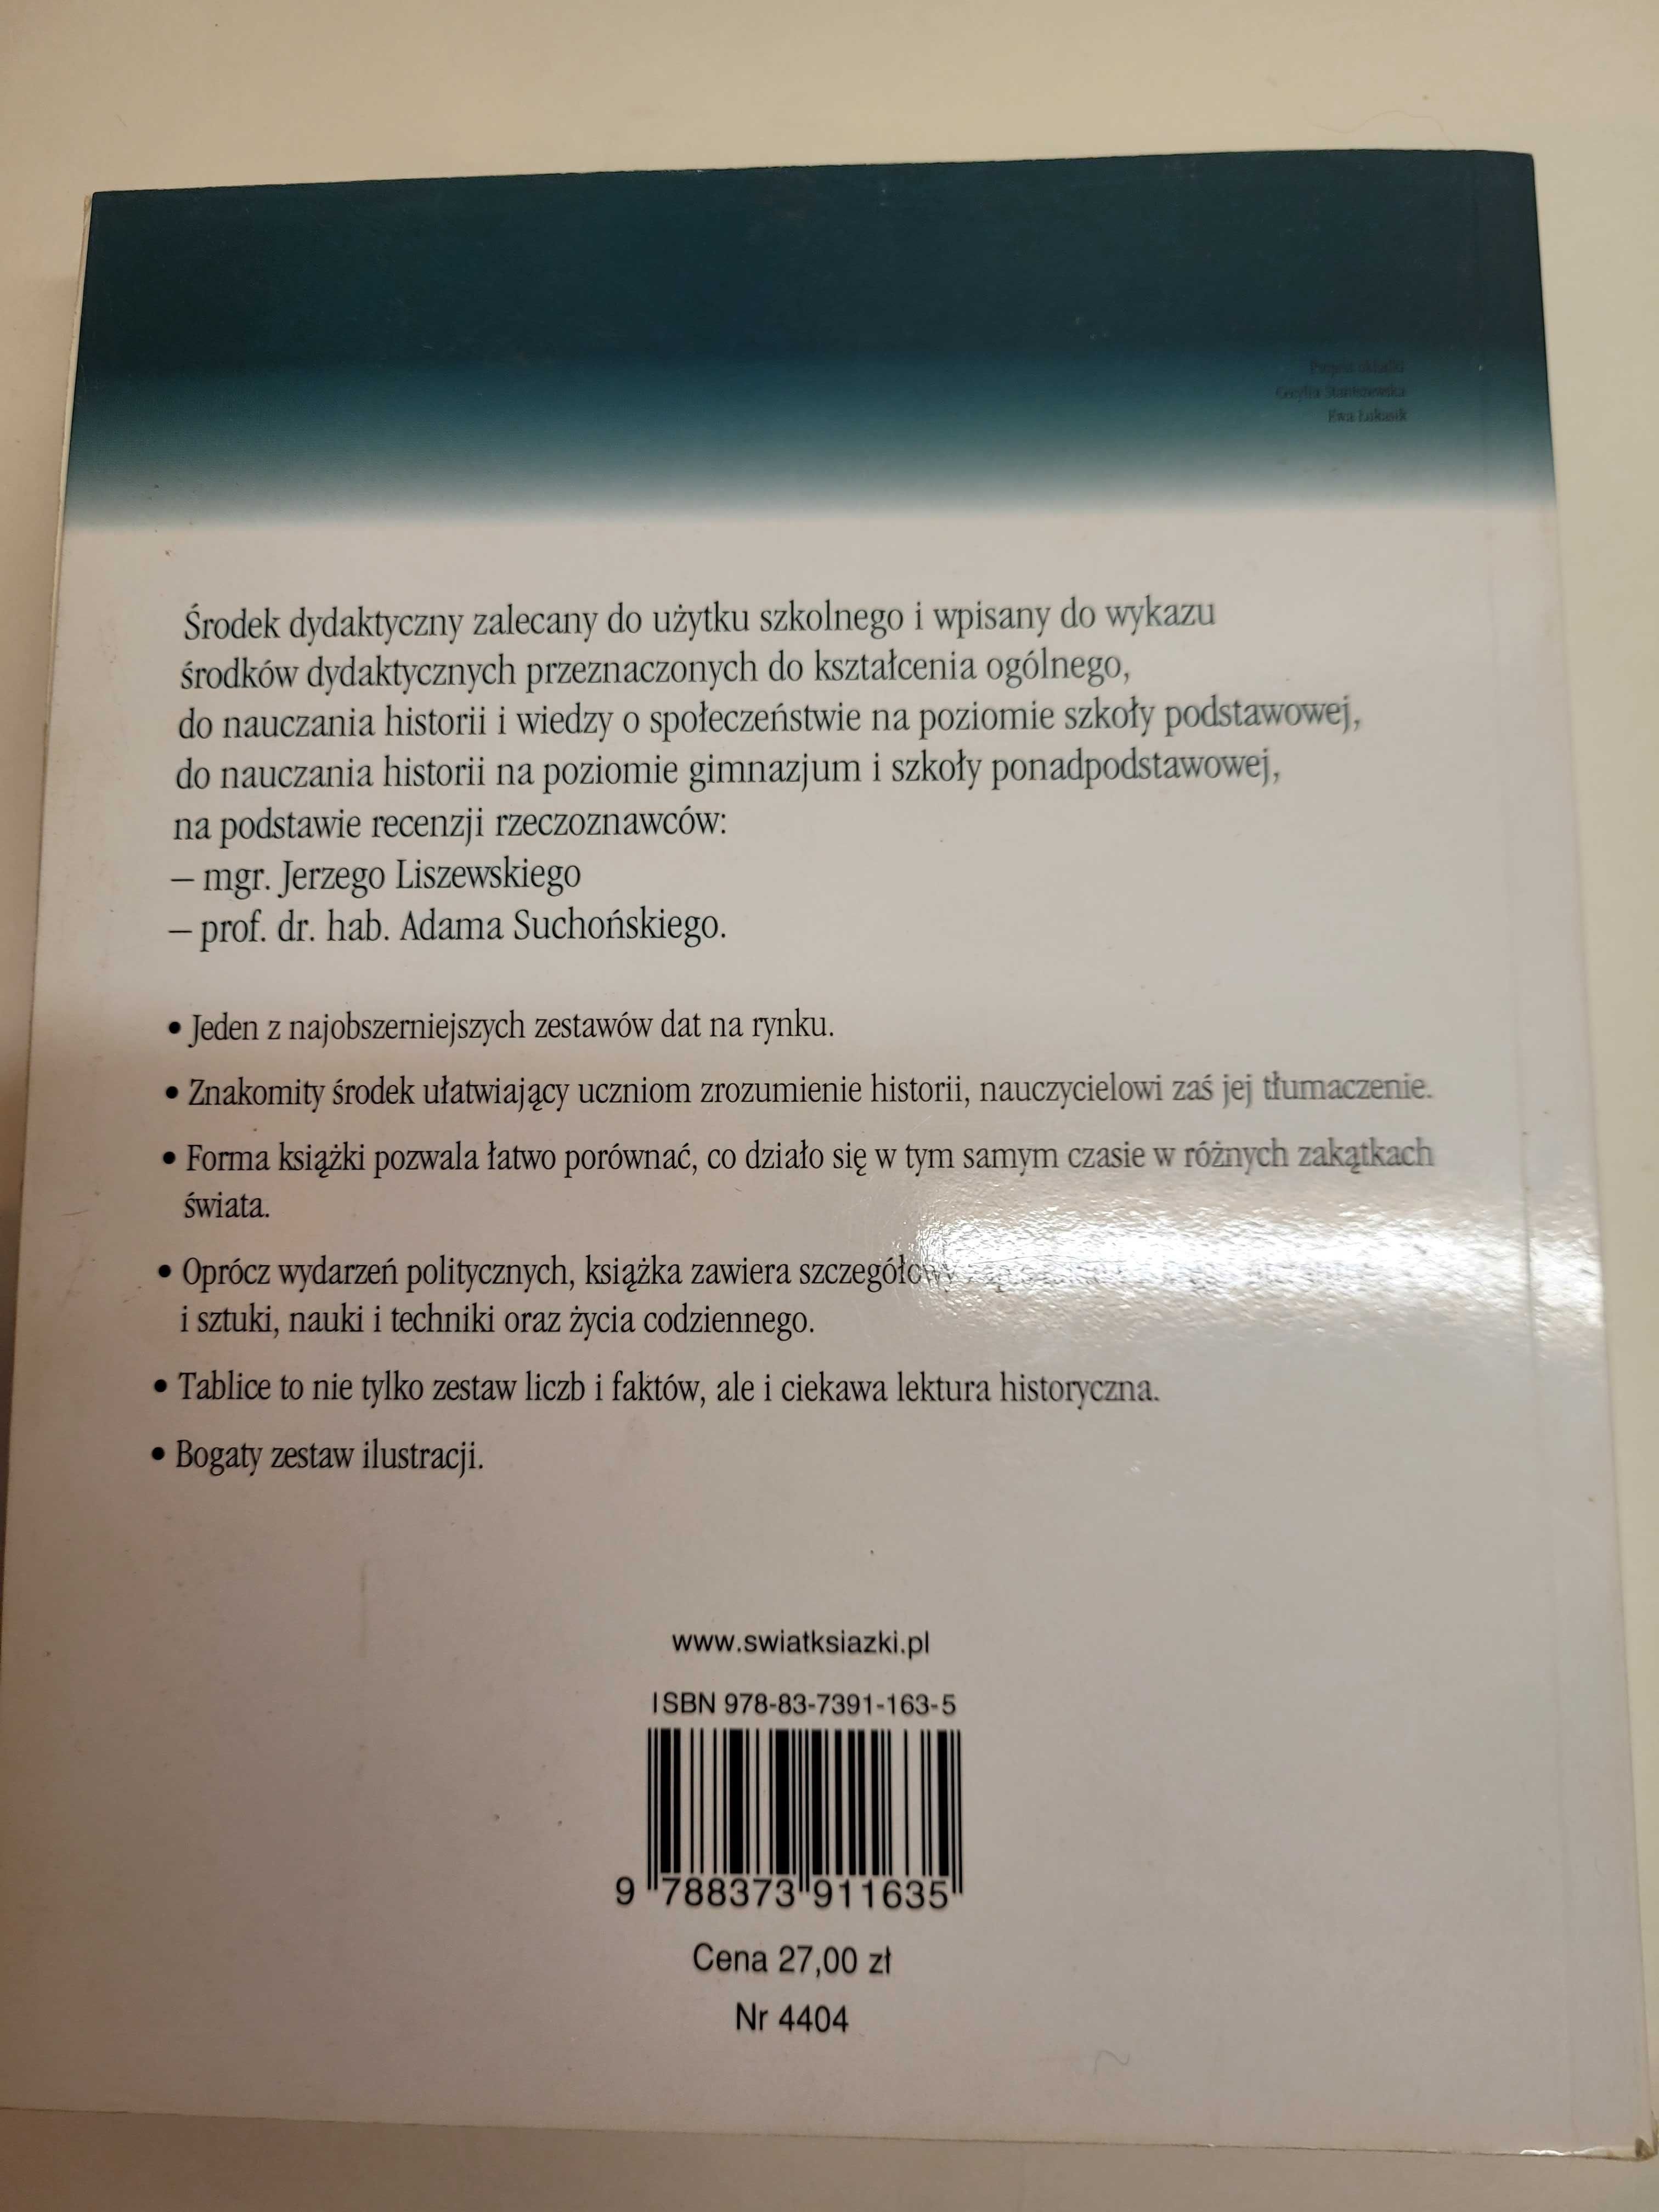 Projekt okładki
Cecylia Staniszewska
Ewa Łukasik
Środek dydaktyczny zalecany do użytku szkolnego i wpisany do wykazu
środków dydaktycznych przeznaczonych do kształcenia ogólnego,
do nauczania historii i wiedzy o społeczeństwie na poziomie szkoły podstawowej,
do nauczania historii na poziomie gimnazjum i szkoły ponadpodstawowej,
na podstawie recenzji rzeczoznawców:
– mgr. Jerzego Liszewskiego
– prof. dr. hab. Adama Suchońskiego.
• Jeden z najobszerniejszych zestawów dat na rynku.
• Znakomity środek ułatwiający uczniom zrozumienie historii, nauczycielowi zaś jej tłumaczenie.
• Forma książki pozwala łatwo porównać, co działo się w tym samym czasie w różnych zakątkach
świata.
• Oprócz wydarzeń politycznych, książka zawiera
i sztuki, nauki i techniki oraz życia codziennego.
• Tablice to nie tylko zestaw liczb i faktów, ale i ciekawa lektura historyczna.
• Bogaty zestaw ilustracji.
www.swiatksiazki.pl
ISBN 978-83-7391-163-5
9 788373 911635
Cena 27,00 zł
Nr 4404